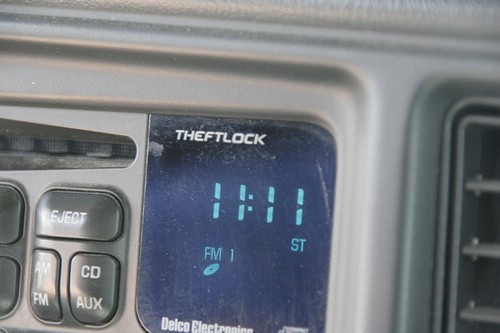 THEFTLOCK
11:11
ST
FM 1
EJECT
AM
FM
CD
AUX
Delco Electronics